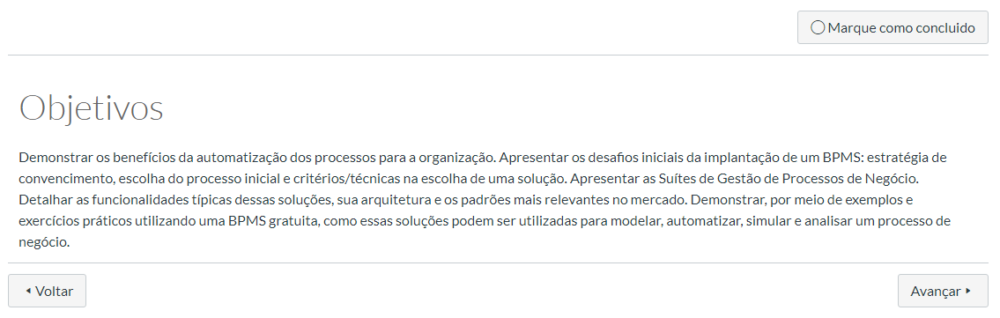 Marque como concluido
Objetivos
Demonstrar os benefícios da automatização dos processos para a organização. Apresentar os desafios iniciais da implantação de um BPMS: estratégia de
convencimento, escolha do processo inicial e critérios/técnicas na escolha de uma solução. Apresentar as Suítes de Gestão de Processos de Negócio.
Detalhar as funcionalidades típicas dessas soluções, sua arquitetura e os padrões mais relevantes no mercado. Demonstrar, por meio de exemplos e
exercícios práticos utilizando uma BPMS gratuita, como essas soluções podem ser utilizadas para modelar, automatizar, simular e analisar um processo de
negócio.
Voltar
Avançar